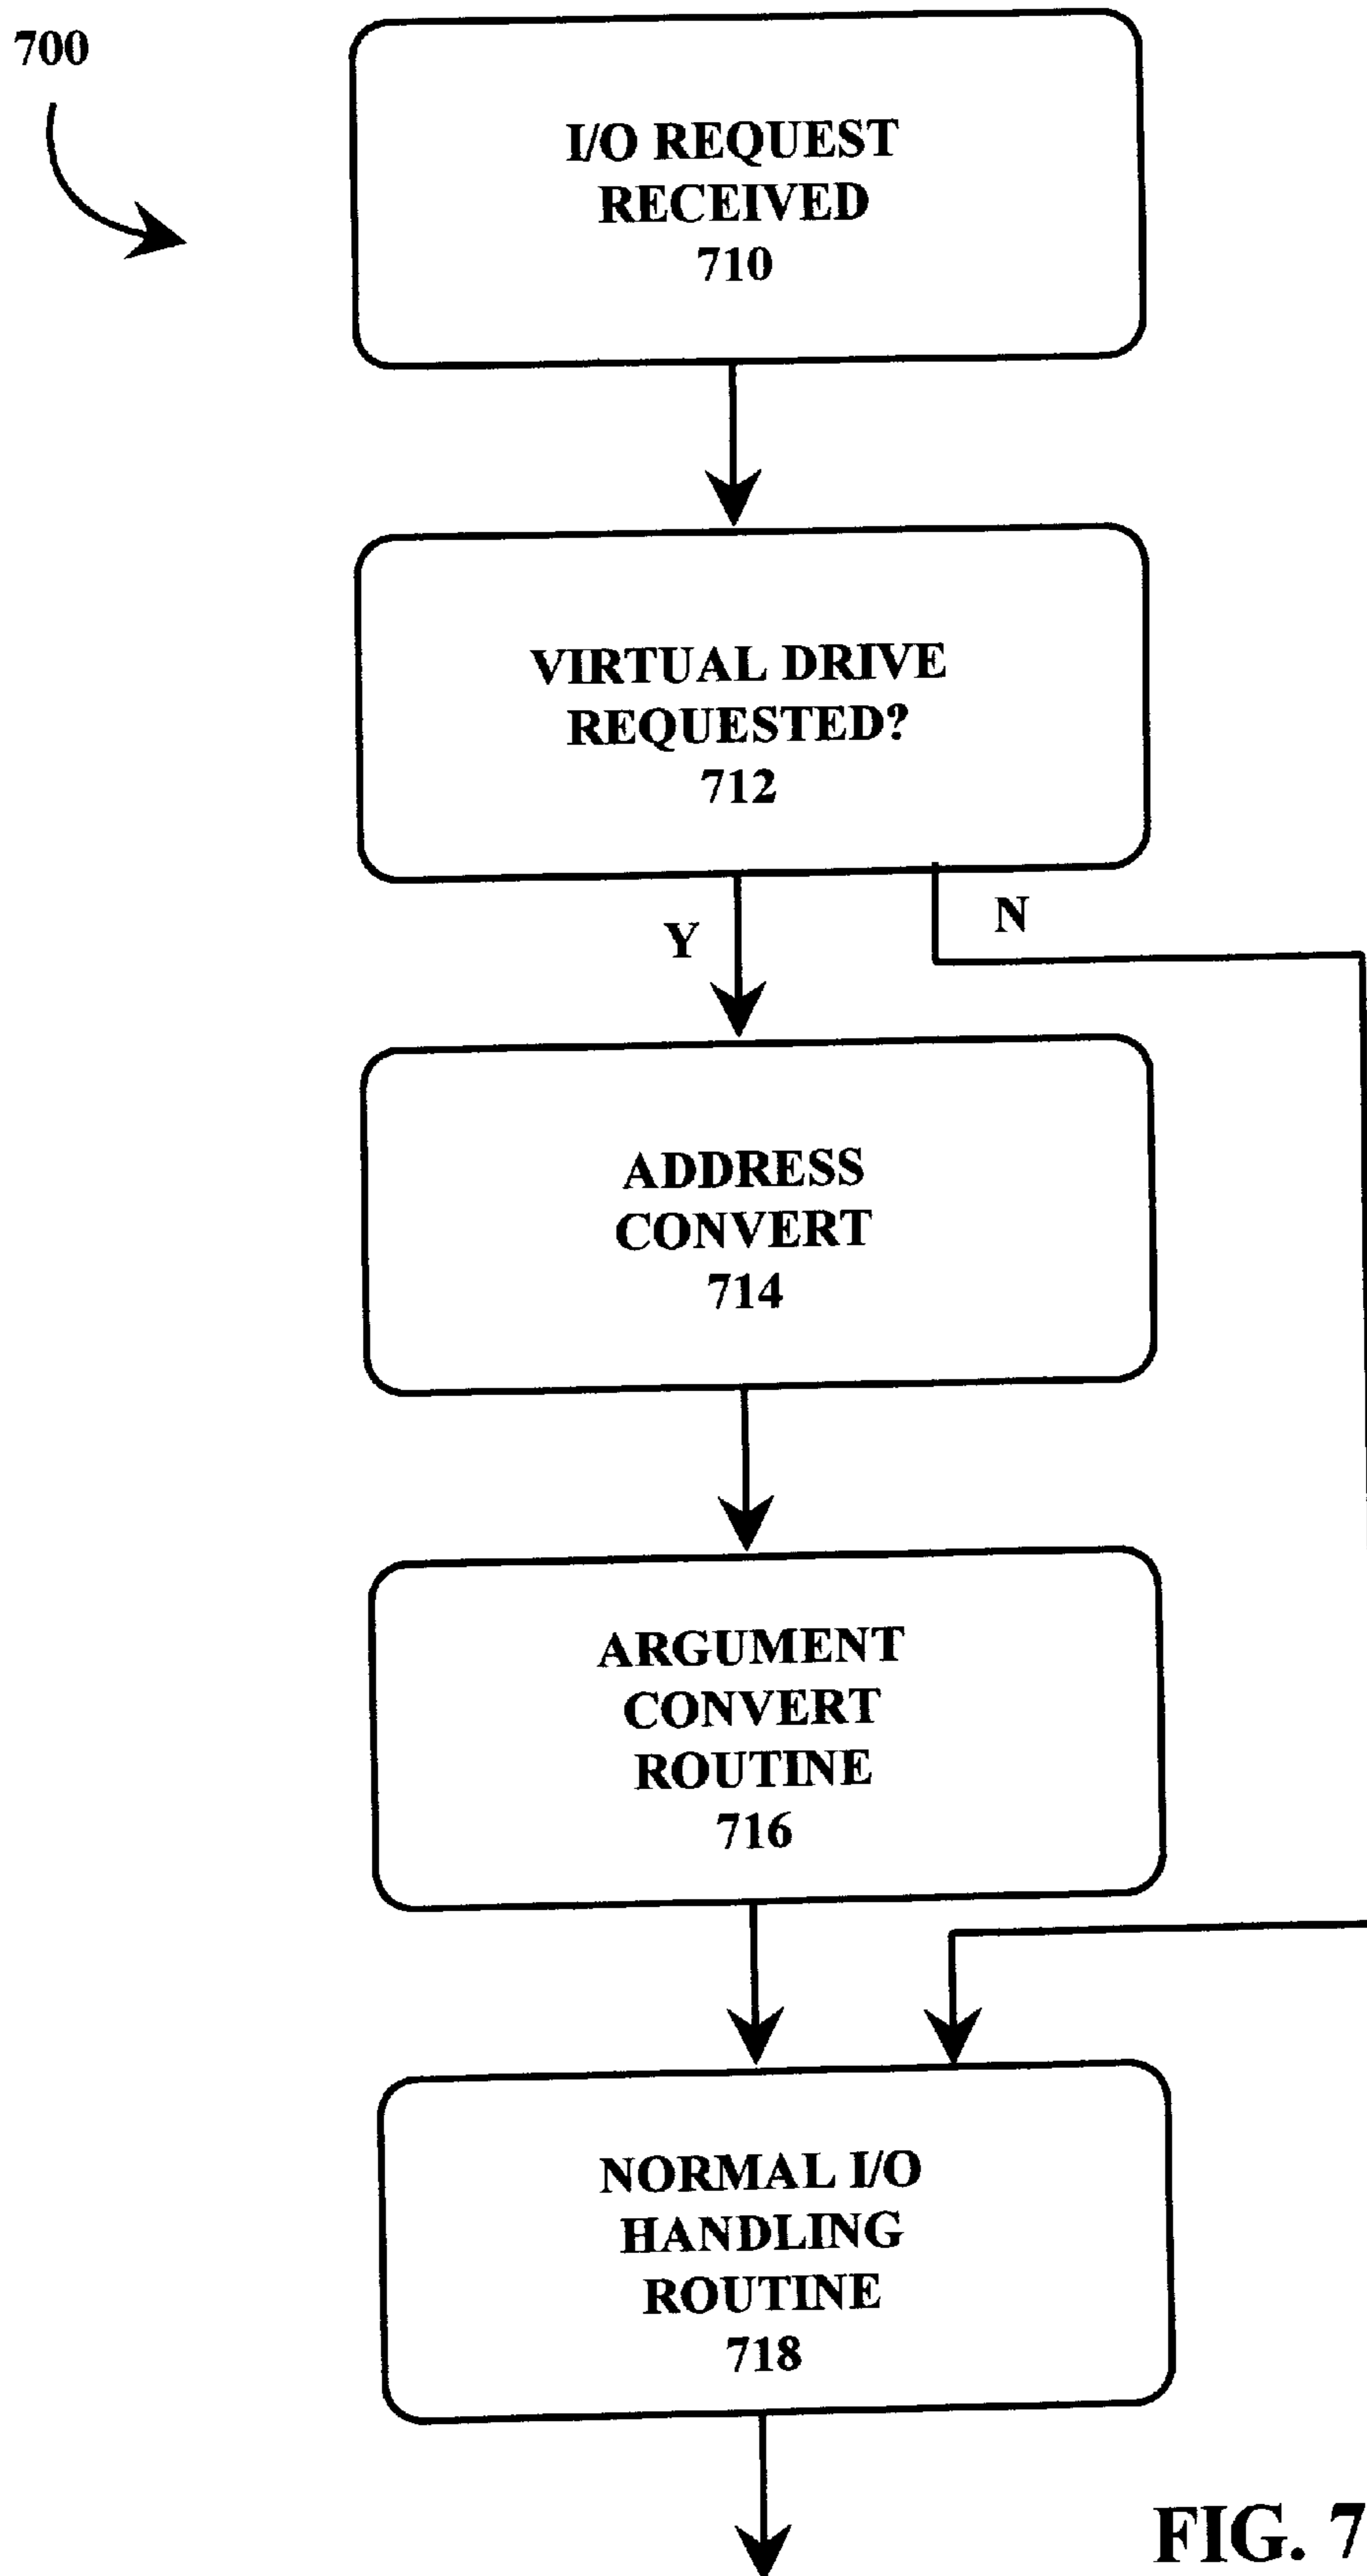 700
I/O REQUEST
RECEIVED
710
VIRTUAL DRIVE
REQUESTED?
712
Y
N
ADDRESS
CONVERT
714
ARGUMENT
CONVERT
ROUTINE
716
NORMAL I/O
HANDLING
ROUTINE
718
FIG. 7